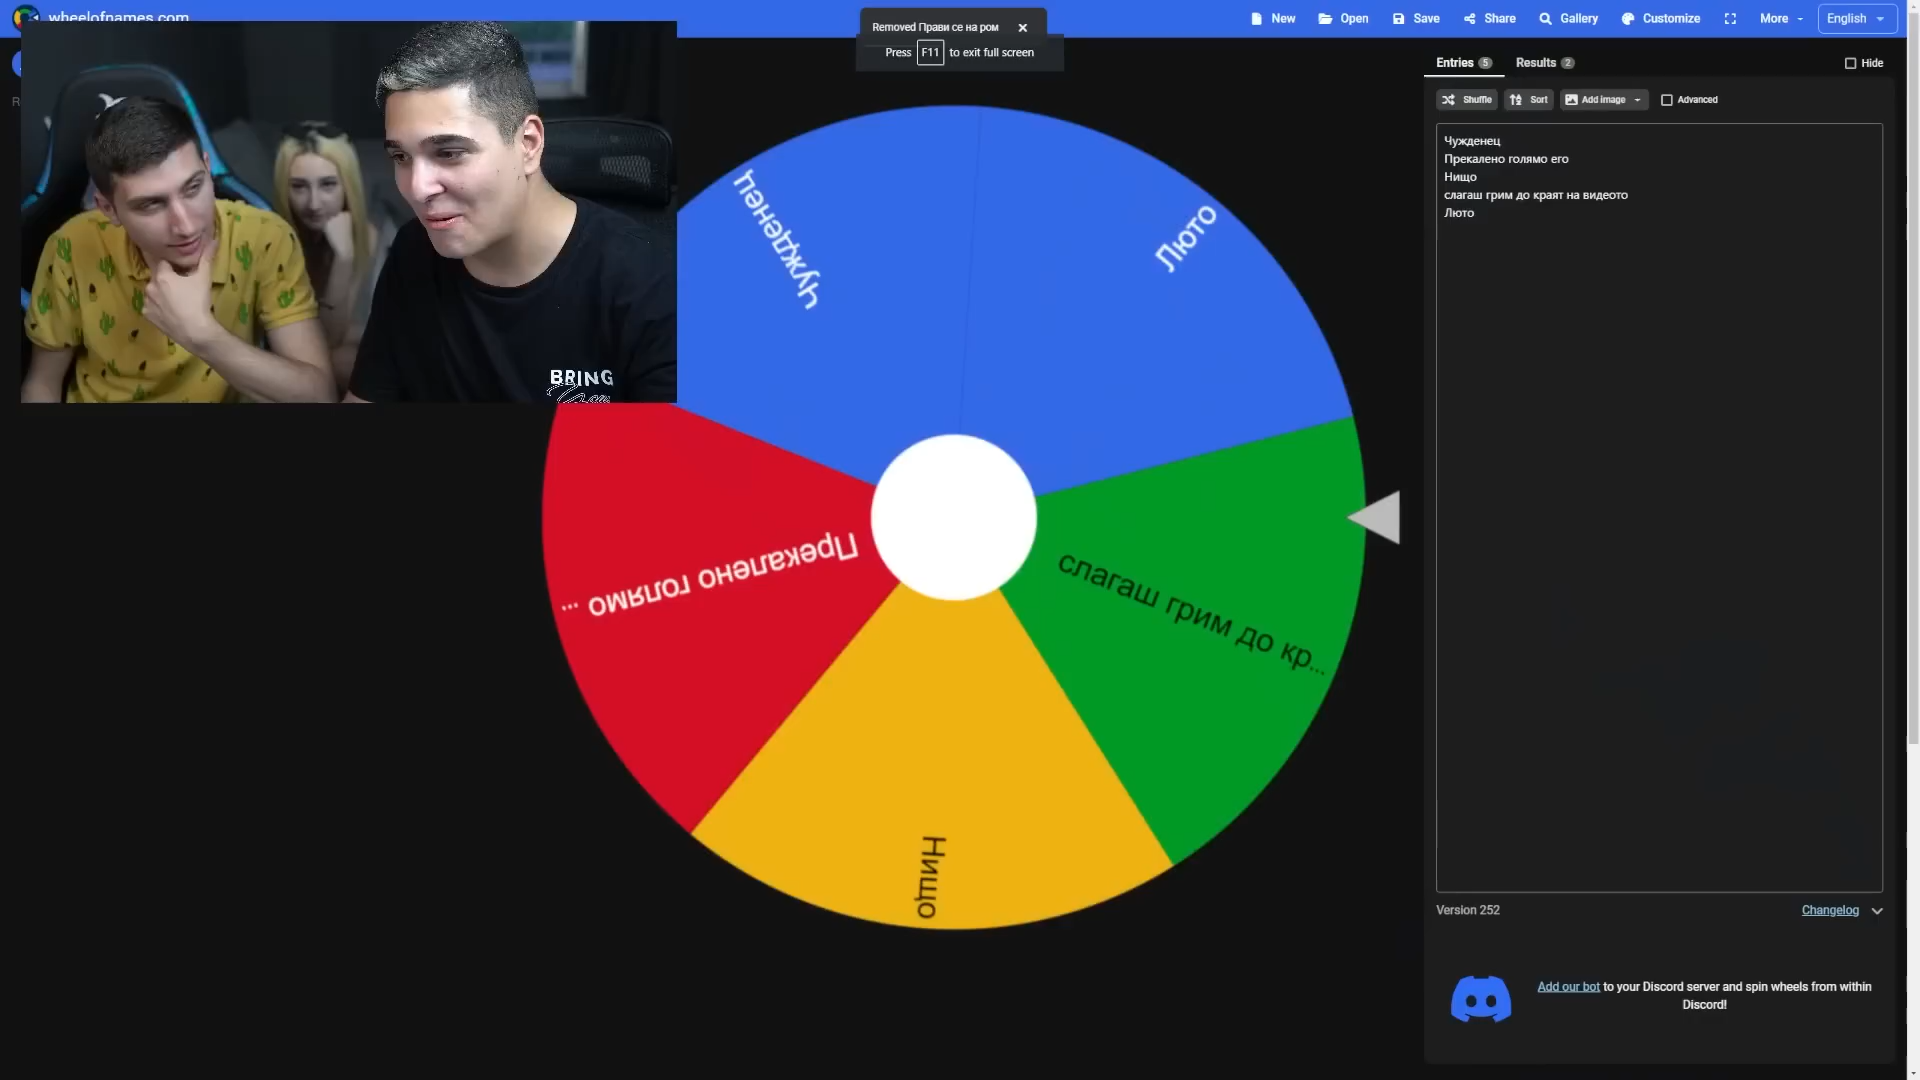 wheelofnames.com
Removed Прави се на ром
Press F11 to exit full screen
New
Open
Save
Share
Gallery
Customize
More
English
Entries 5
Results 2
Hide
Shuffle
Sort
Add image
Advanced
Чужденец
Прекалено голямо его
Нищо
слагаш грим до краят на видеото
Люто
Чужденец
Люто
Прекалено голямо ...
слагаш грим до кр...
Нищо
BRING
Version 252
Changelog
Add our bot to your Discord server and spin wheels from within
Discord!